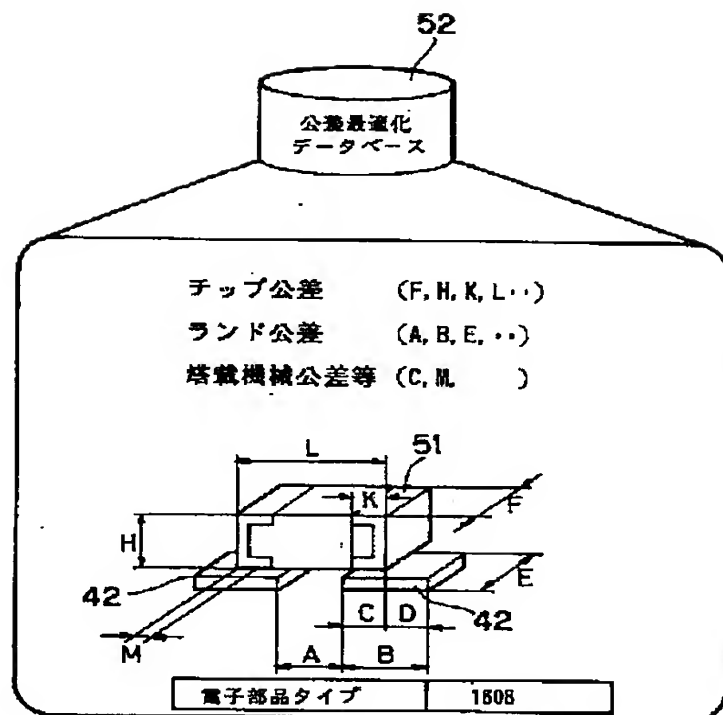 52
公差最適化
データベース
チップ公差 (F, H, K, L‥)
ランド公差 (A, B, E, ‥)
搭載機械公差等 (C, M, )
L
51
K
F
H
E
42
C D
42
M
A
B
電子部品タイプ 1608